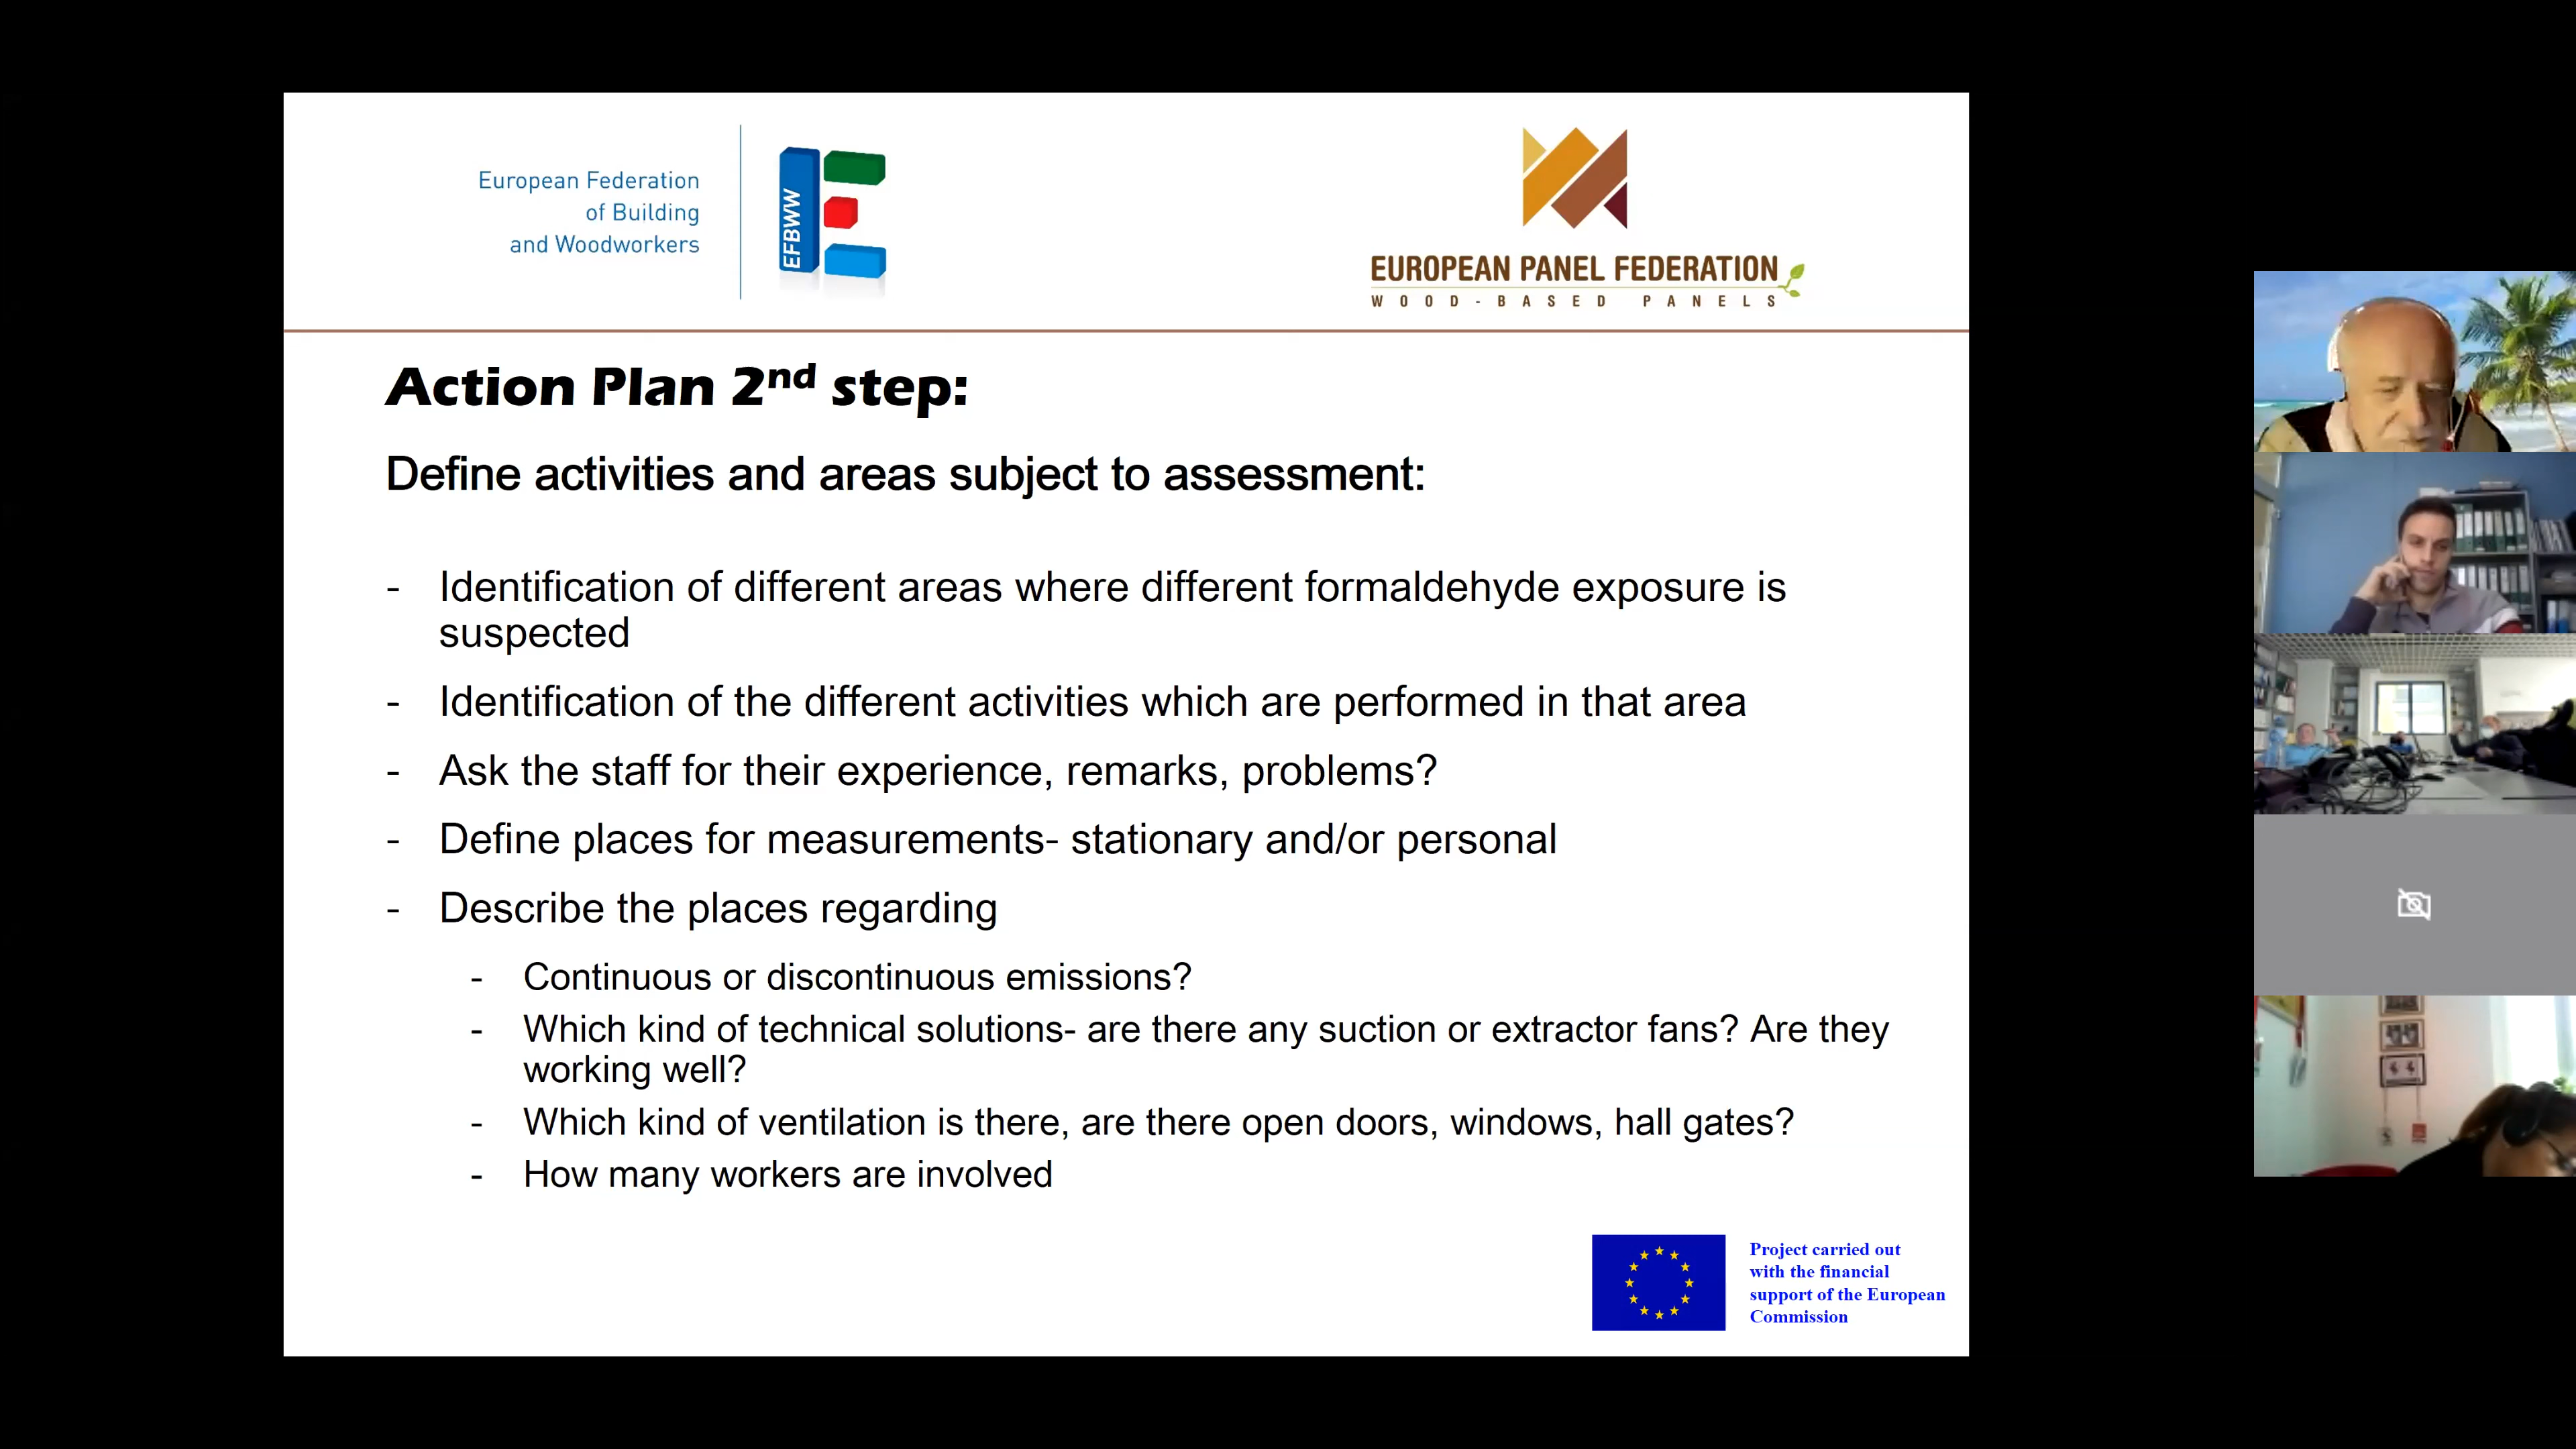 European Federation
of Building
and Woodworkers
EFBWW
EUROPEAN PANEL FEDERATION
WOOD-BASED PANELS
Action Plan 2nd step:
Define activities and areas subject to assessment:
- Identification of different areas where different formaldehyde exposure is
suspected
- Identification of the different activities which are performed in that area
- Ask the staff for their experience, remarks, problems?
- Define places for measurements- stationary and/or personal
- Describe the places regarding
- Continuous or discontinuous emissions?
- Which kind of technical solutions- are there any suction or extractor fans? Are they
working well?
- Which kind of ventilation is there, are there open doors, windows, hall gates?
- How many workers are involved
Project carried out
with the financial
support of the European
Commission